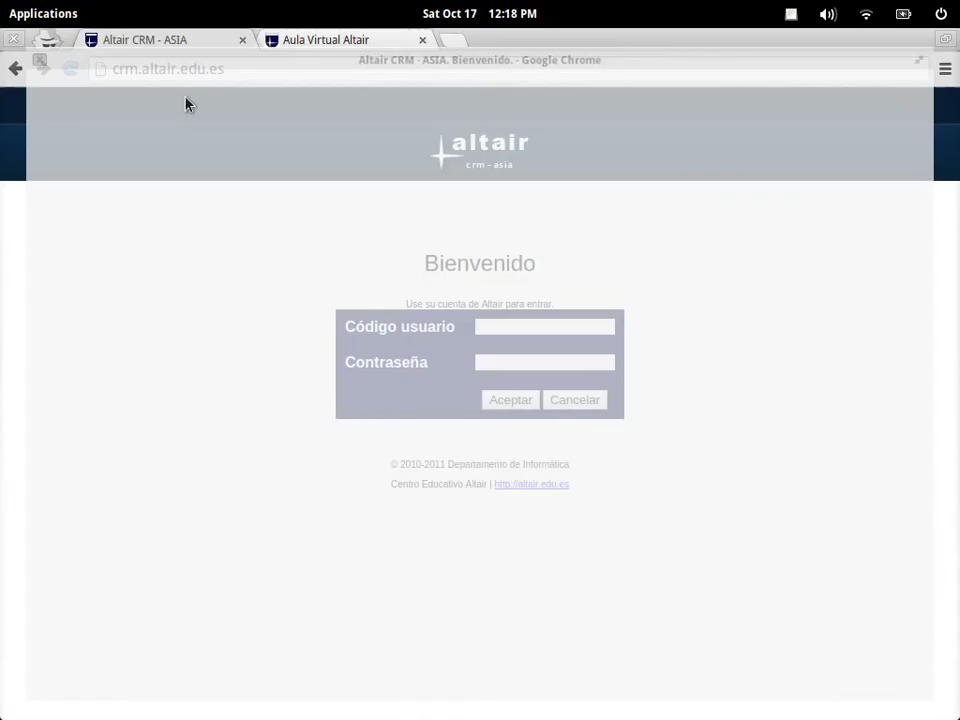 Applications
Sat Oct 17 12:18 PM
Altair CRM - ASIA
Aula Virtual Altair
Altair CRM - ASIA. Bienvenido. - Google Chrome
crm.altair.edu.es
altair
crm - asia
Bienvenido
Use su cuenta de Altair para entrar.
Código usuario
Contraseña
Aceptar Cancelar
© 2010-2011 Departamento de Informática
Centro Educativo Altair | http://altair.edu.es